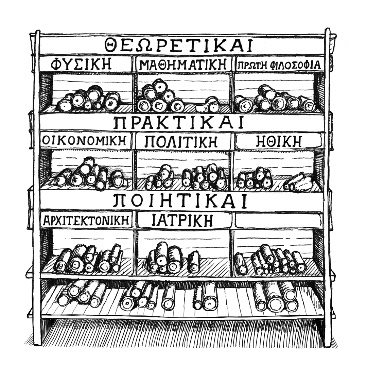 ΘΕΩΡΕΤΙΚΑΙ
ΦΥΣΙΚΗ ΜΑΘΗΜΑΤΙΚΗ ΠΡΩΤΗ ΦΙΛΟΣΟΦΙΑ
ΠΡΑΚΤΙΚΑΙ
ΟΙΚΟΝΟΜΙΚΗ ΠΟΛΙΤΙΚΗ ΗΘΙΚΗ
ΠΟΙΗΤΙΚΑΙ
ΑΡΧΙΤΕΚΤΟΝΙΚΗ ΙΑΤΡΙΚΗ